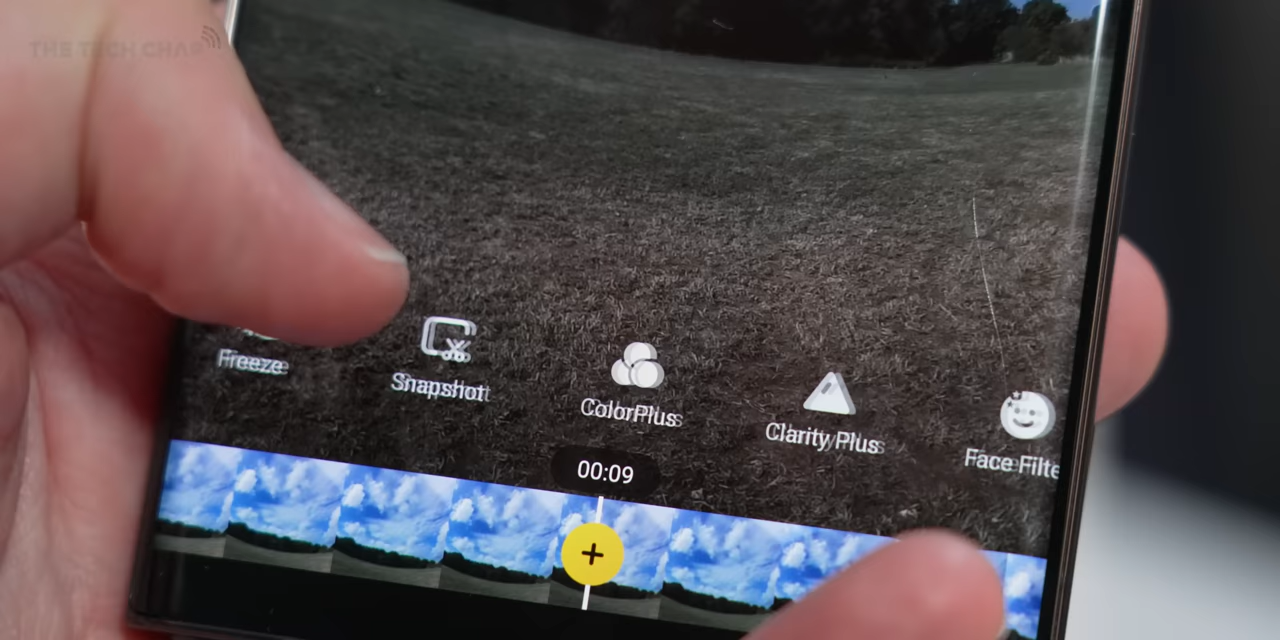 THE TECH CHAP
Freeze
Snapshot
ColorPlus
Clarity Plus
Face Filte
00:09